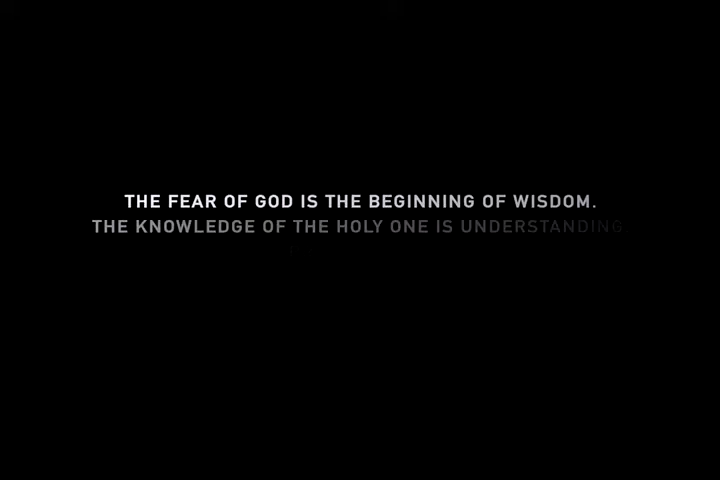 THE FEAR OF GOD IS THE BEGINNING OF WISDOM.
THE KNOWLEDGE OF THE HOLY ONE IS UNDERSTANDING